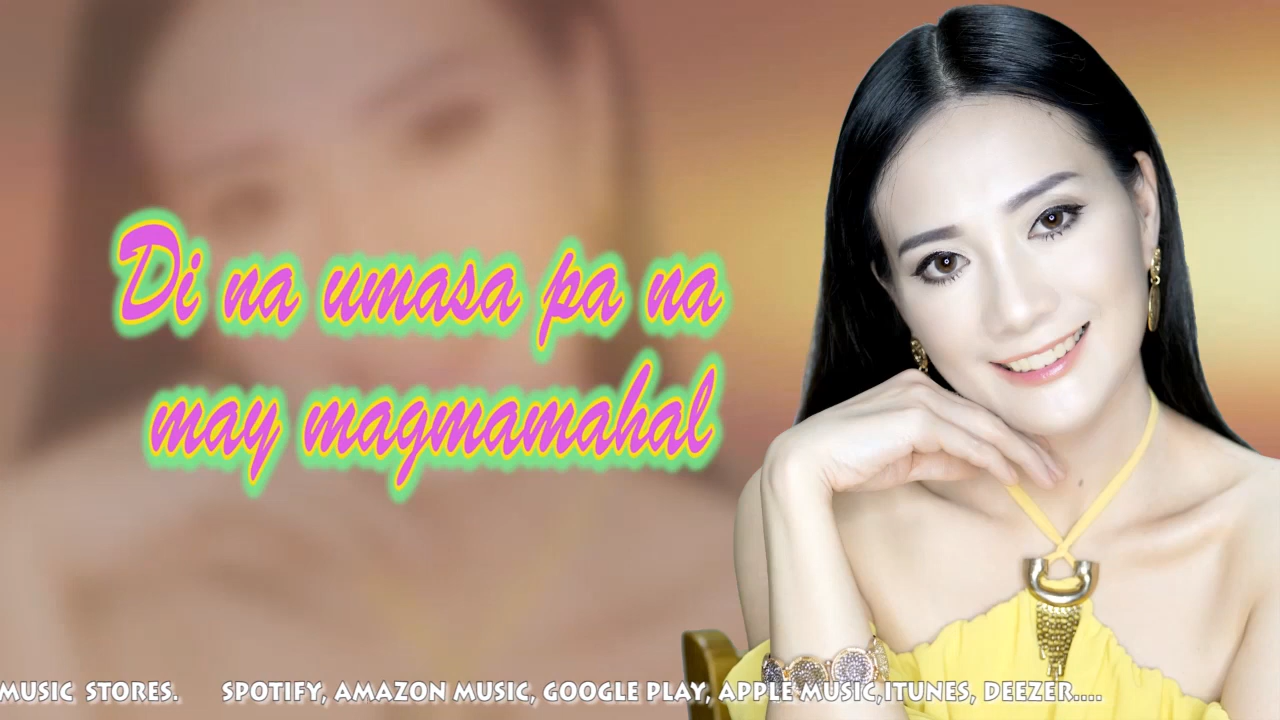 Di na umasa pa na
may magmamahal
MUSIC STORES. SPOTIFY, AMAZON MUSIC, GOOGLE PLAY, APPLE MUSIC,ITUNES, DEEZER....